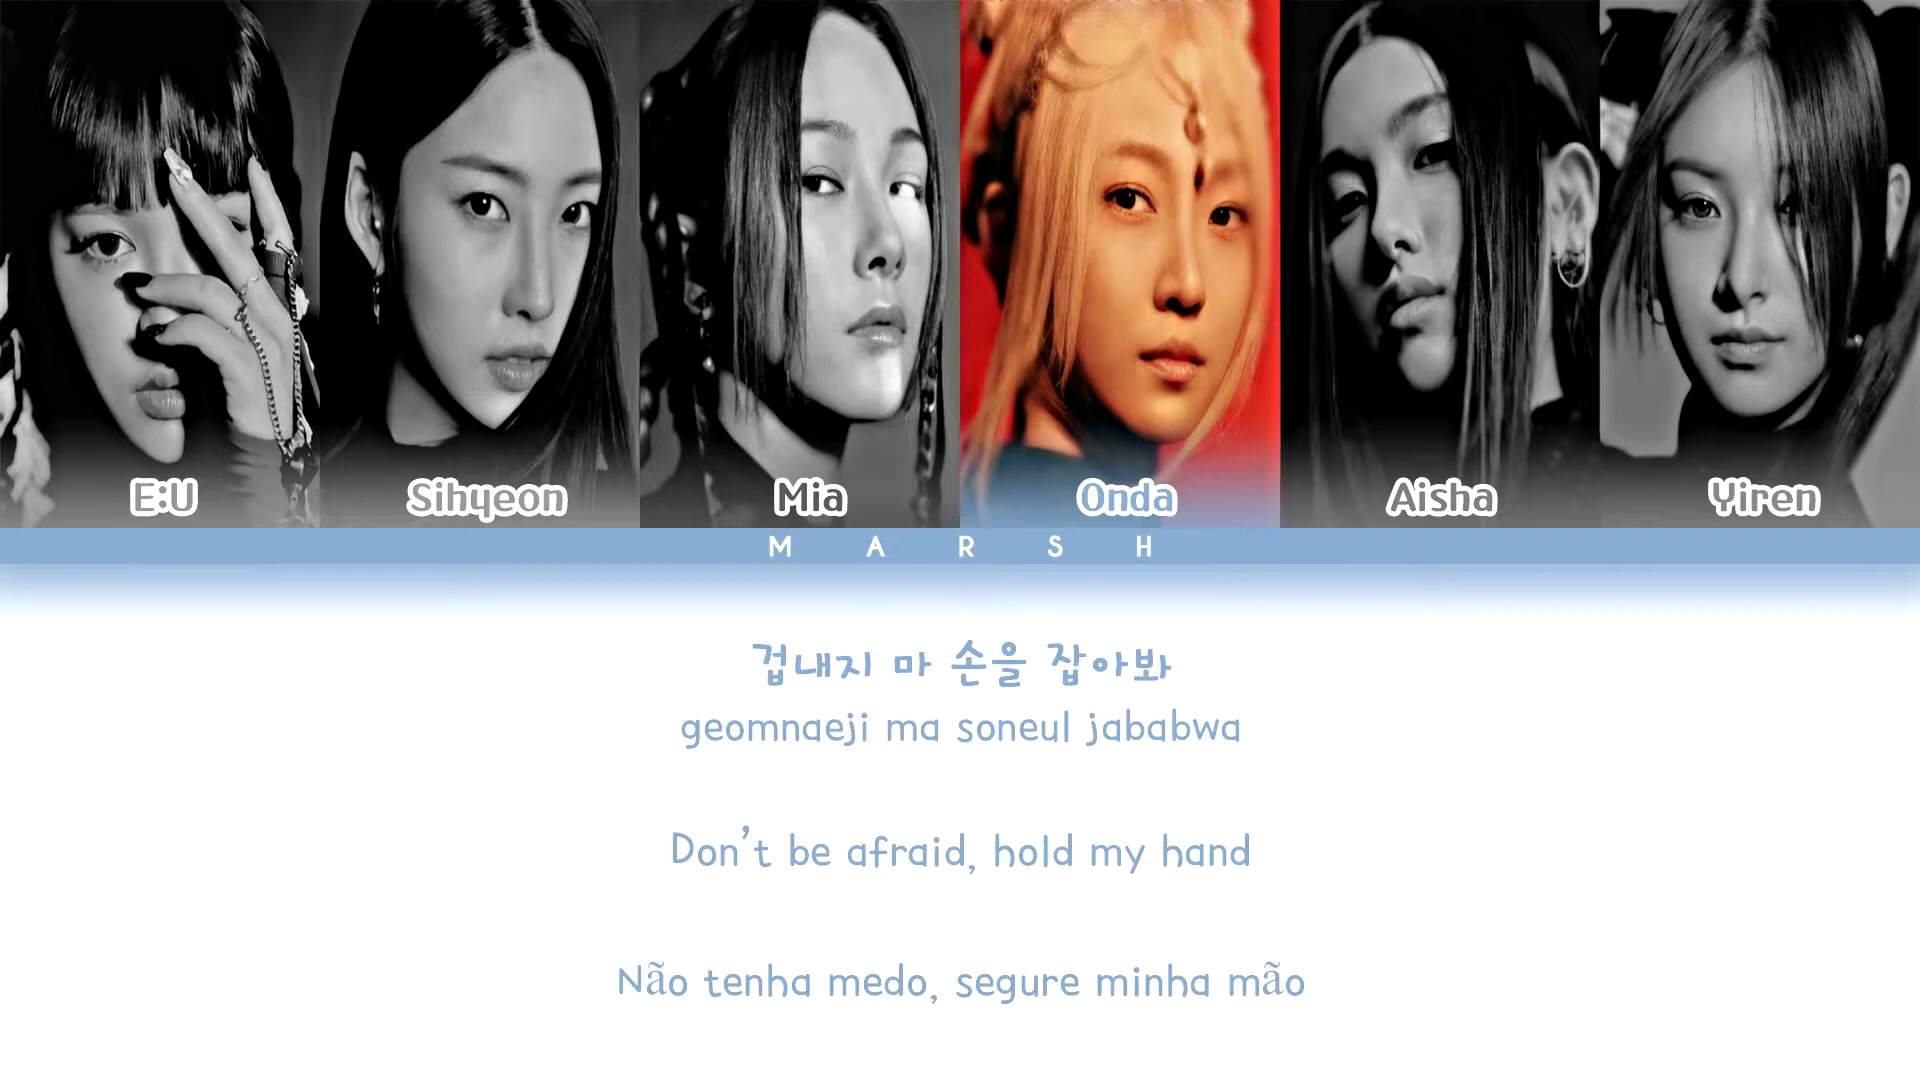 E:U Sihyeon Mia Onda Aisha Yiren
M A R S H
겁내지 마 손을 잡아봐
geomnaeji ma soneul jababwa
Don't be afraid, hold my hand
Não tenha medo, segure minha mão